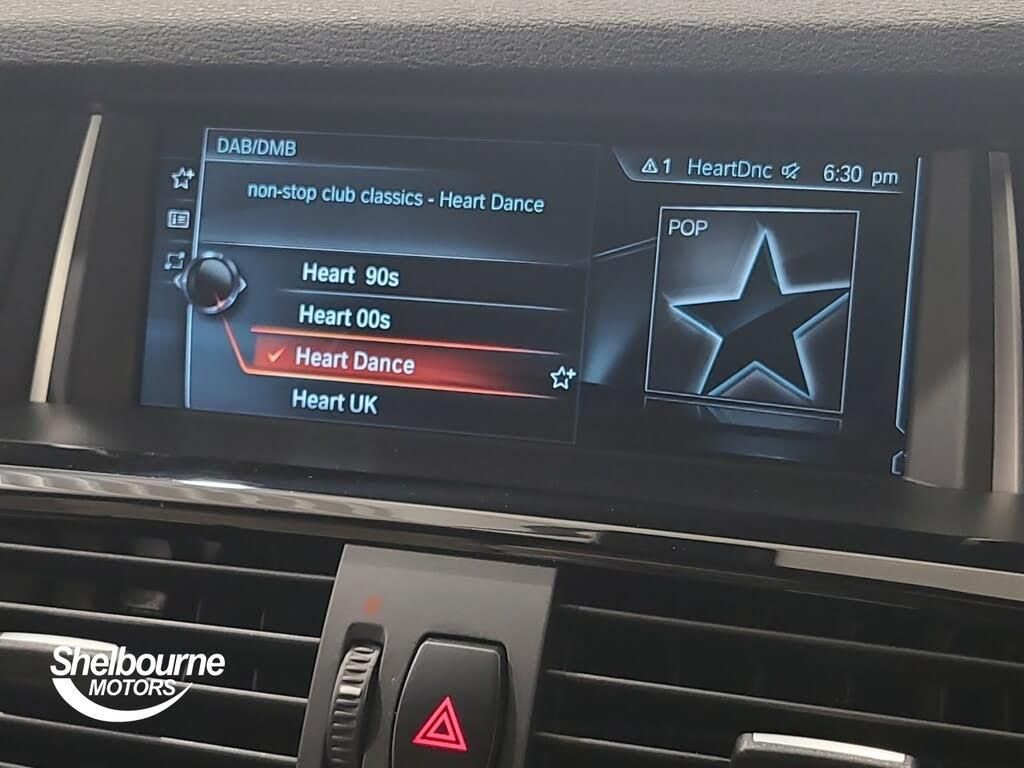 DAB/DMB
1 HeartDnc 6:30 pm
non-stop club classics - Heart Dance
POP
Heart 90s
Heart 00s
Heart Dance
Heart UK
Shelbourne
MOTORS